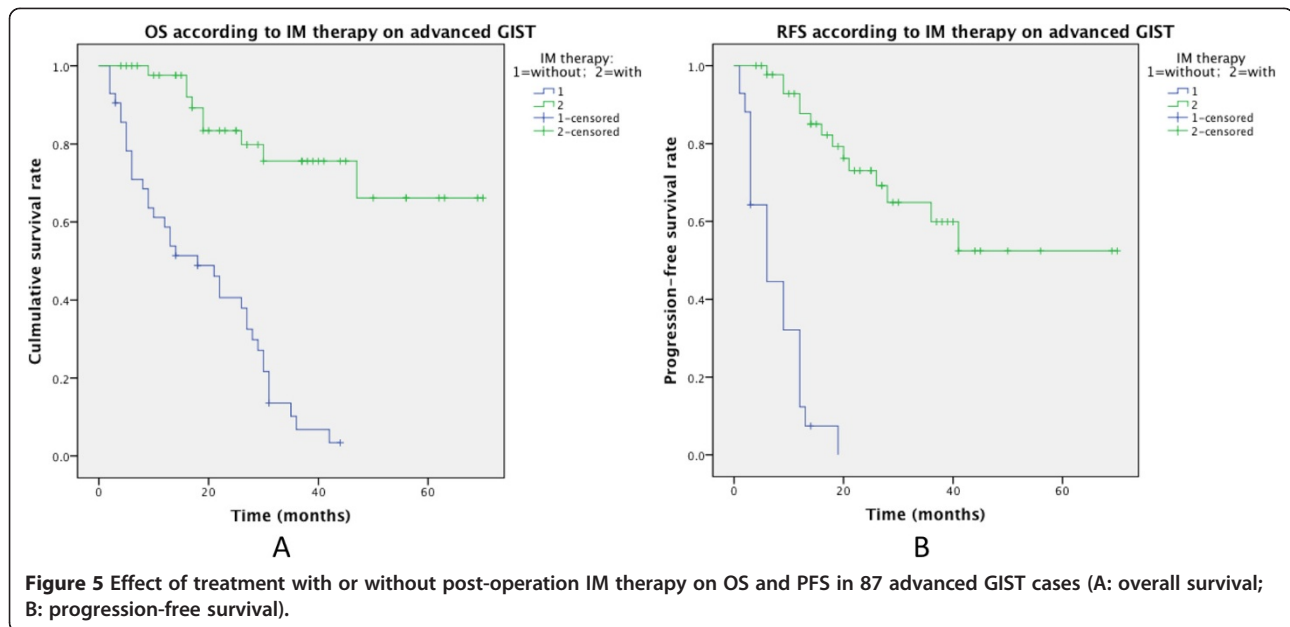 OS according to IM therapy on advanced GIST
IM therapy:
1=without; 2=with
1
2
1-censored
2-censored
Culmulative survival rate
1.0
0.8
0.6
0.4
0.2
0.0
0
20
40
60
Time (months)
A
RFS according to IM therapy on advanced GIST
IM therapy
1=without; 2=with
1
2
1-censored
2-censored
Progression-free survival rate
1.0
0.8
0.6
0.4
0.2
0.0
0
20
40
60
Time (months)
B
Figure 5 Effect of treatment with or without post-operation IM therapy on OS and PFS in 87 advanced GIST cases (A: overall survival;
B: progression-free survival).